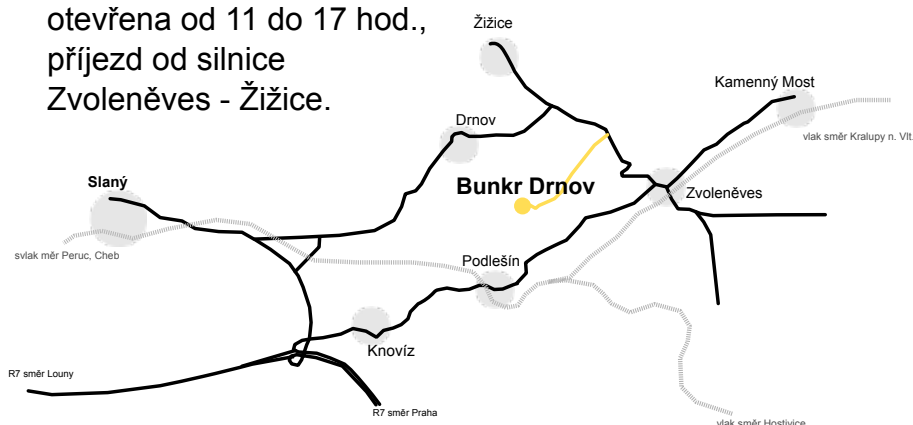 otevřena od 11 do 17 hod.,
příjezd od silnice
Zvoleněves - Žižice.
Žižice
Kamenný Most
Drnov
vlak směr Kralupy n. Vlt.
Bunkr Drnov
Slaný
Zvoleněves
svlak měr Peruc, Cheb
Podlešín
Knovíz
R7 směr Louny
R7 směr Praha
vlak směr Hostivice